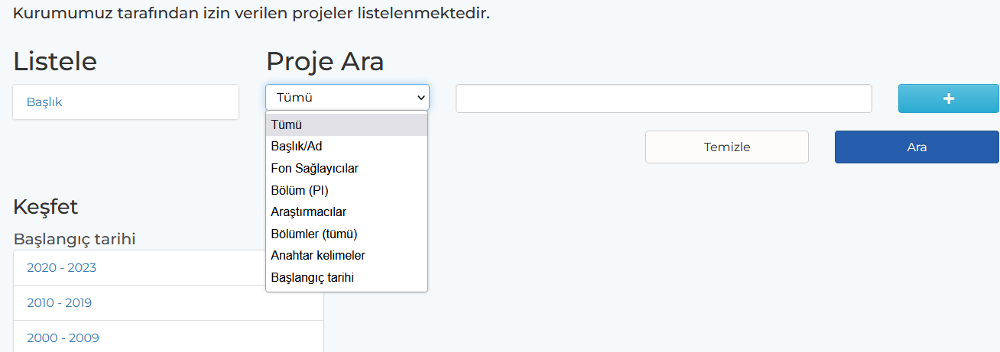 Kurumumuz tarafından izin verilen projeler listelenmektedir.
Listele
Başlık
Proje Ara
Tümü
Tümü
Başlık/Ad
Fon Sağlayıcılar
Bölüm (PI)
Araştırmacılar
Bölümler (tümü)
Anahtar kelimeler
Başlangıç tarihi
+
Temizle
Ara
Keşfet
Başlangıç tarihi
2020 - 2023
2010 - 2019
2000 - 2009